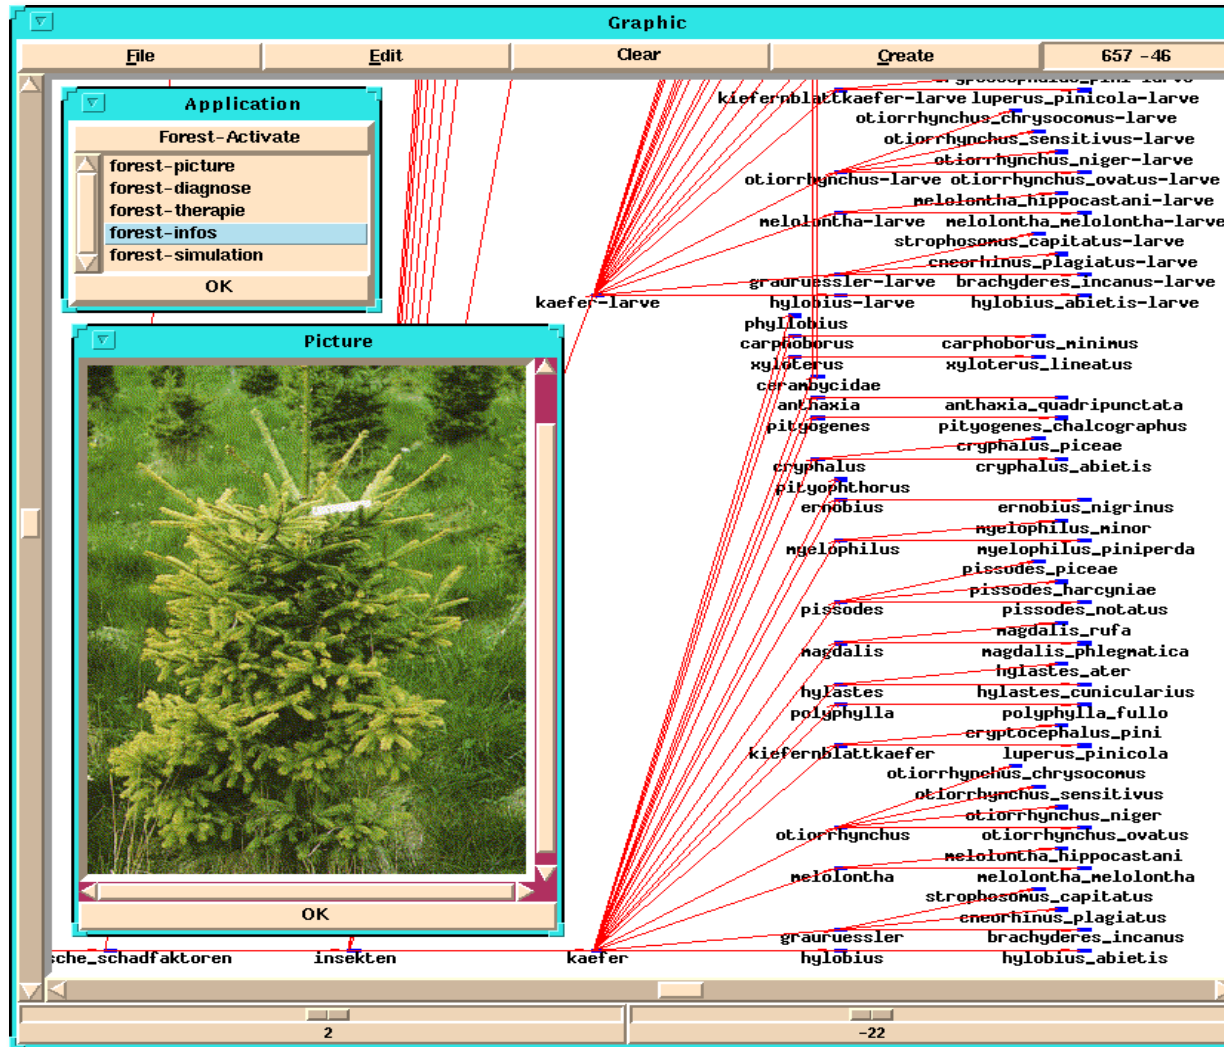 Graphic
File Edit Clear Create 657 -46
Application
Forest-Activate
forest-picture
forest-diagnose
forest-therapie
forest-infos
forest-simulation
OK
Picture
OK
kiefernblattkaefer-larve luperus_pinicola-larve
otiorrhynchus_chrysocomus-larve
otiorrhynchus_sensitivus-larve
otiorrhynchus_niger-larve
otiorrhynchus-larve otiorrhynchus_ovatus-larve
melolontha_hippocastani-larve
melolontha-larve melolontha_melolontha-larve
strophosomus_capitatus-larve
cneorhinus_plagiatus-larve
grauruessler-larve brachyderes_incanus-larve
kaefer-larve hylobius-larve hylobius_abietis-larve
phyllobius
carphoborus carphoborus_minimus
xyloterus xyloterus_lineatus
cerambycidae
anthaxia anthaxia_quadripunctata
pityogenes pityogenes_chalcographus
cryphalus_piceae
cryphalus cryphalus_abietis
pityophthorus
ernobius ernobius_nigrinus
myelophilus_minor
myelophilus myelophilus_piniperda
pissodes_piceae
pissodes_harcyniae
pissodes pissodes_notatus
magdalis_rufa
magdalis magdalis_phlegmatica
hylastes_ater
hylastes hylastes_cunicularius
polyphylla polyphylla_fullo
cryptocephalus_pini
kiefernblattkaefer luperus_pinicola
otiorrhynchus_chrysocomus
otiorrhynchus_sensitivus
otiorrhynchus_niger
otiorrhynchus otiorrhynchus_ovatus
melolontha_hippocastani
melolontha melolontha_melolontha
strophosomus_capitatus
cneorhinus_plagiatus
grauruessler brachyderes_incanus
sche_schadfaktoren insekten kaefer hylobius hylobius_abietis
2 -22